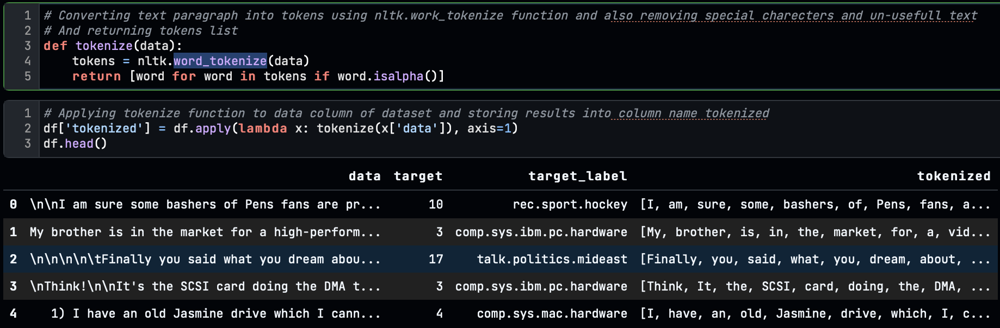 1 # Converting text paragraph into tokens using nltk.work_tokenize function and also removing special charecters and un-usefull text
2 # And returning tokens list
3 def tokenize(data):
4     tokens = nltk.word_tokenize(data)
5     return [word for word in tokens if word.isalpha()]
1 # Applying tokenize function to data column of dataset and storing results into column name tokenized
2 df['tokenized'] = df.apply(lambda x: tokenize(x['data']), axis=1)
3 df.head()
data target target_label tokenized
0 \n\nI am sure some bashers of Pens fans are pr... 10 rec.sport.hockey [I, am, sure, some, bashers, of, Pens, fans, a...
1 My brother is in the market for a high-perform... 3 comp.sys.ibm.pc.hardware [My, brother, is, in, the, market, for, a, vid...
2 \n\n\n\n\tFinally you said what you dream abou... 17 talk.politics.mideast [Finally, you, said, what, you, dream, about, ...
3 \nThink!\n\nIt's the SCSI card doing the DMA t... 3 comp.sys.ibm.pc.hardware [Think, It, the, SCSI, card, doing, the, DMA, ...
4 1) I have an old Jasmine drive which I cann... 4 comp.sys.mac.hardware [I, have, an, old, Jasmine, drive, which, I, c...